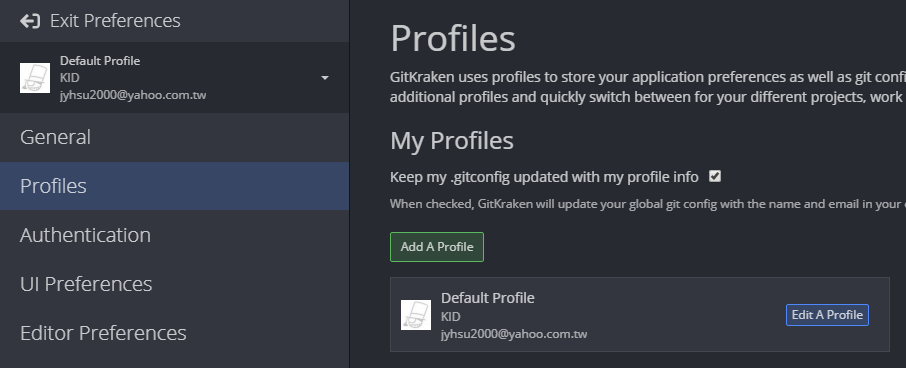 Exit Preferences
Default Profile
KID
jyhsu2000@yahoo.com.tw
General
Profiles
Authentication
UI Preferences
Editor Preferences
Profiles
GitKraken uses profiles to store your application preferences as well as git confi
additional profiles and quickly switch between for your different projects, work
My Profiles
Keep my .gitconfig updated with my profile info
When checked, GitKraken will update your global git config with the name and email in your
Add A Profile
Default Profile
KID
jyhsu2000@yahoo.com.tw
Edit A Profile